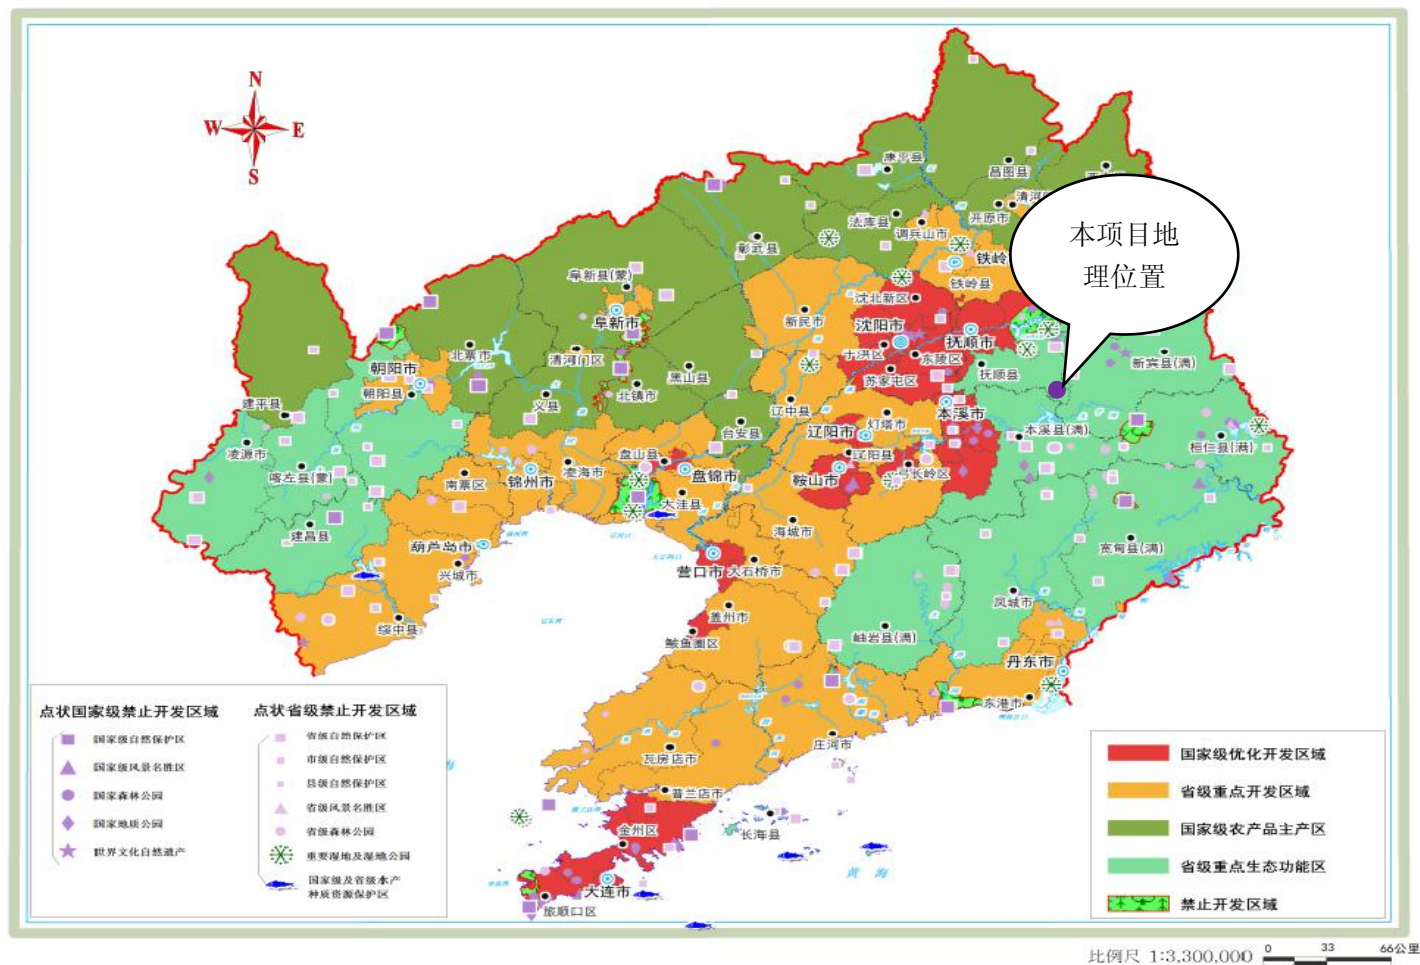 N
W
E
S
康平县
昌图县
清河
开原市
法库县
调兵山市
本项目地
理位置
彰武县
铁岭
铁岭县
阜新县(蒙)
沈北新区
新民市
沈阳市
抚顺市
阜新市
于洪区
东陵区
北票市
清河门区
苏家屯区
抚顺县
新宾县(满)
朝阳市
黑山县
朝阳县
北镇市
义县
建平县
辽中县
本溪市
台安县
辽阳市
灯塔市
本溪县(满)
桓仁县(满)
凌源市
盘山县
辽阳县
喀左县(蒙)
凌海市
盘锦市
鞍山市
弓长岭区
南票区
锦州市
大洼县
建昌县
海城市
葫芦岛市
宽甸县(满)
兴城市
营口市
大石桥市
凤城市
盖州市
绥中县
鲅鱼圈区
岫岩县(满)
丹东市
东港市
庄河市
瓦房店市
普兰店市
金州区
长海县
大连市
旅顺口区
黄 海
海
点状国家级禁止开发区域
国家级自然保护区
国家级风景名胜区
国家森林公园
国家地质公园
世界文化自然遗产
点状省级禁止开发区域
省级自然保护区
市级自然保护区
县级自然保护区
省级风景名胜区
省级森林公园
重要湿地及湿地公园
国家级及省级水产
种质资源保护区
国家级优化开发区域
省级重点开发区域
国家级农产品主产区
省级重点生态功能区
禁止开发区域
比例尺 1:3,300,000
0 33 66公里